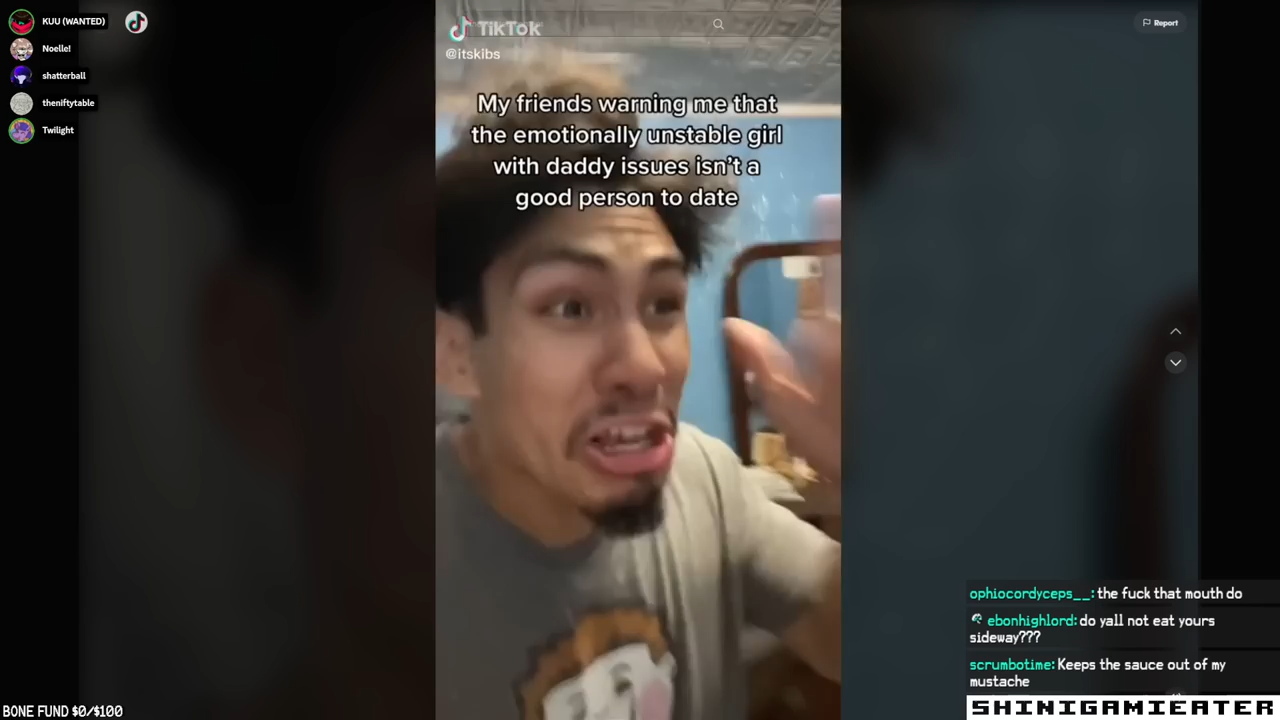 KUU (WANTED)
Noelle!
shatterball
theniftytable
Twilight
TikTok
@itskibs
My friends warning me that
the emotionally unstable girl
with daddy issues isn't a
good person to date
Report
ophiocordyceps__: the fuck that mouth do
ebonhighlord: do yall not eat yours
sideway???
scrumbotime: Keeps the sauce out of my
mustache
BONE FUND $0/$100
SHINIGAMIEATER